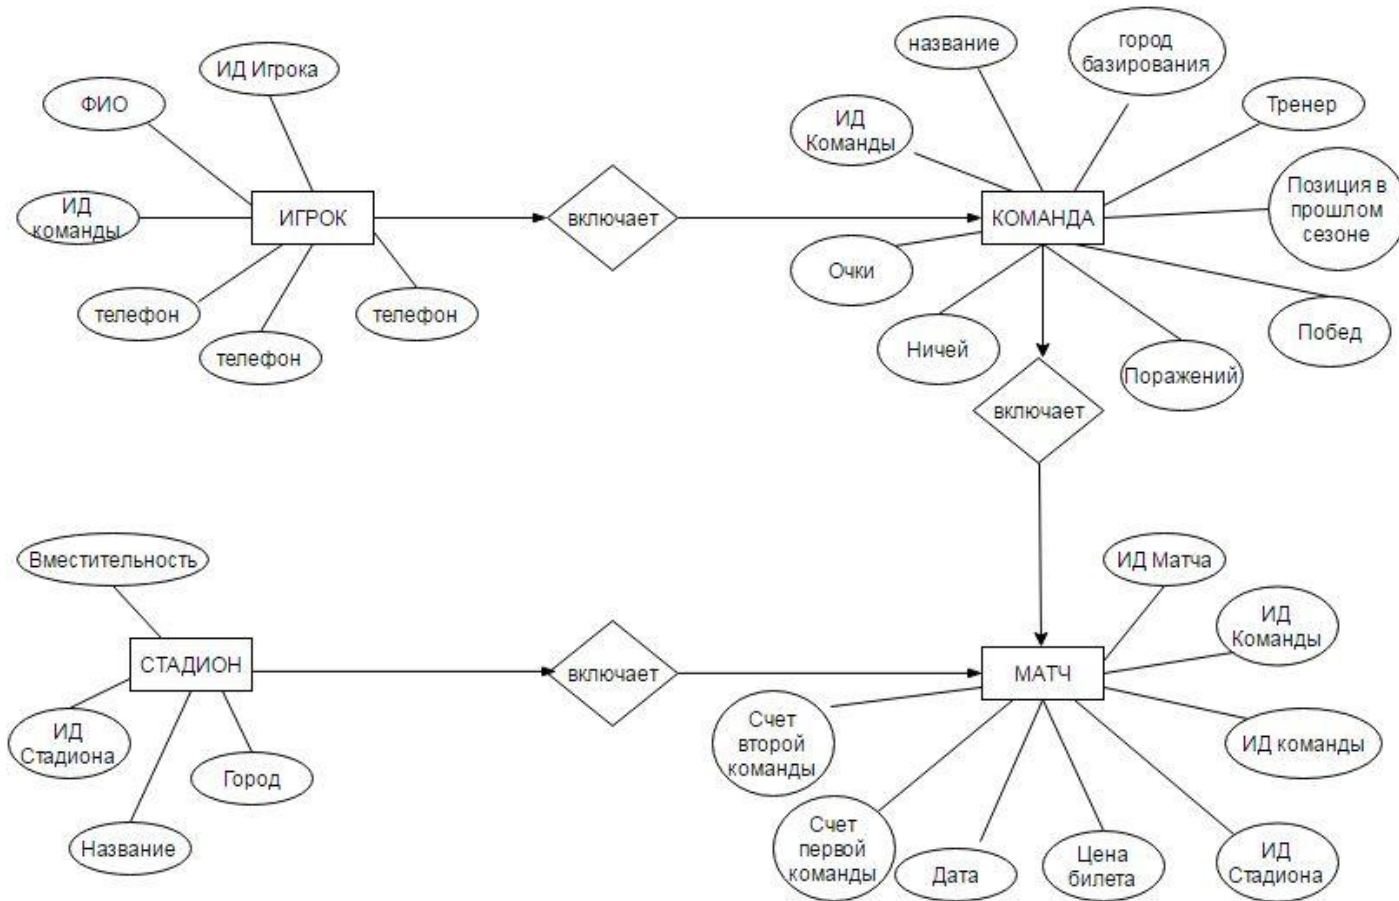 название
город
базирования
ИД Игрока
ФИО
Тренер
ИД
Команды
ИД
команды
ИГРОК
включает
КОМАНДА
Позиция в
прошлом
сезоне
Очки
телефон
телефон
телефон
Ничей
Поражений
Побед
включает
Вместительность
ИД Матча
ИД
Команды
СТАДИОН
включает
МАТЧ
ИД
Стадиона
Город
Название
Счет
второй
команды
ИД команды
Счет
первой
команды
Дата
Цена
билета
ИД
Стадиона